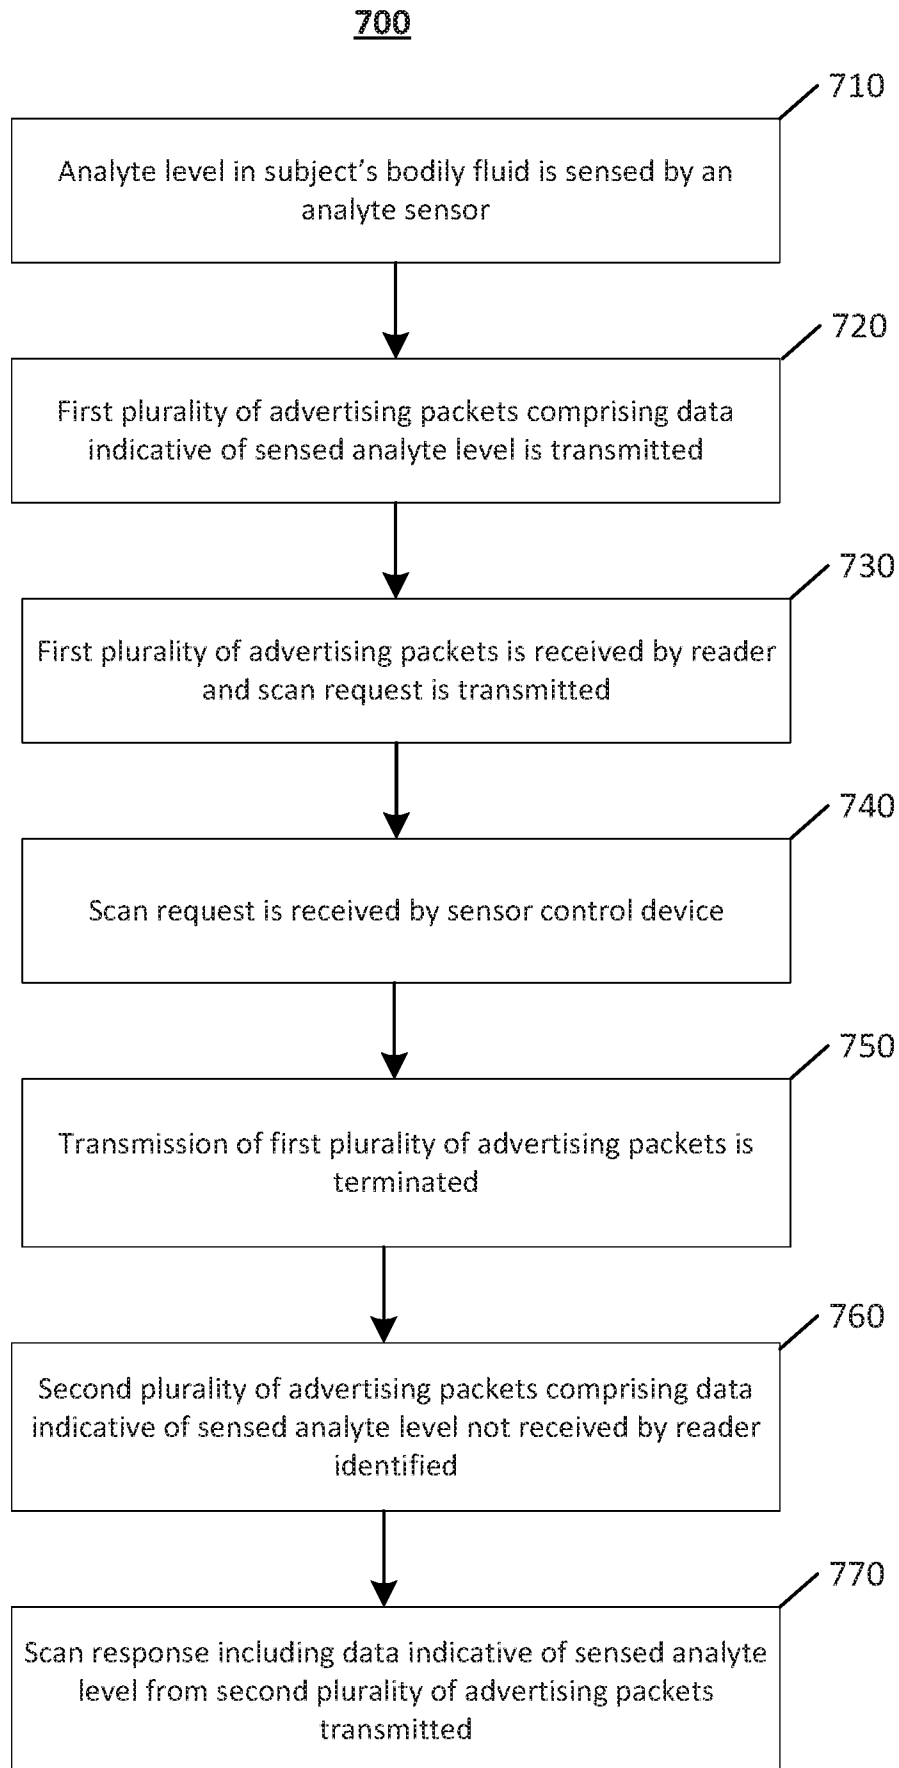 700
710
Analyte level in subject's bodily fluid is sensed by an
analyte sensor
720
First plurality of advertising packets comprising data
indicative of sensed analyte level is transmitted
730
First plurality of advertising packets is received by reader
and scan request is transmitted
740
Scan request is received by sensor control device
750
Transmission of first plurality of advertising packets is
terminated
760
Second plurality of advertising packets comprising data
indicative of sensed analyte level not received by reader
identified
770
Scan response including data indicative of sensed analyte
level from second plurality of advertising packets
transmitted